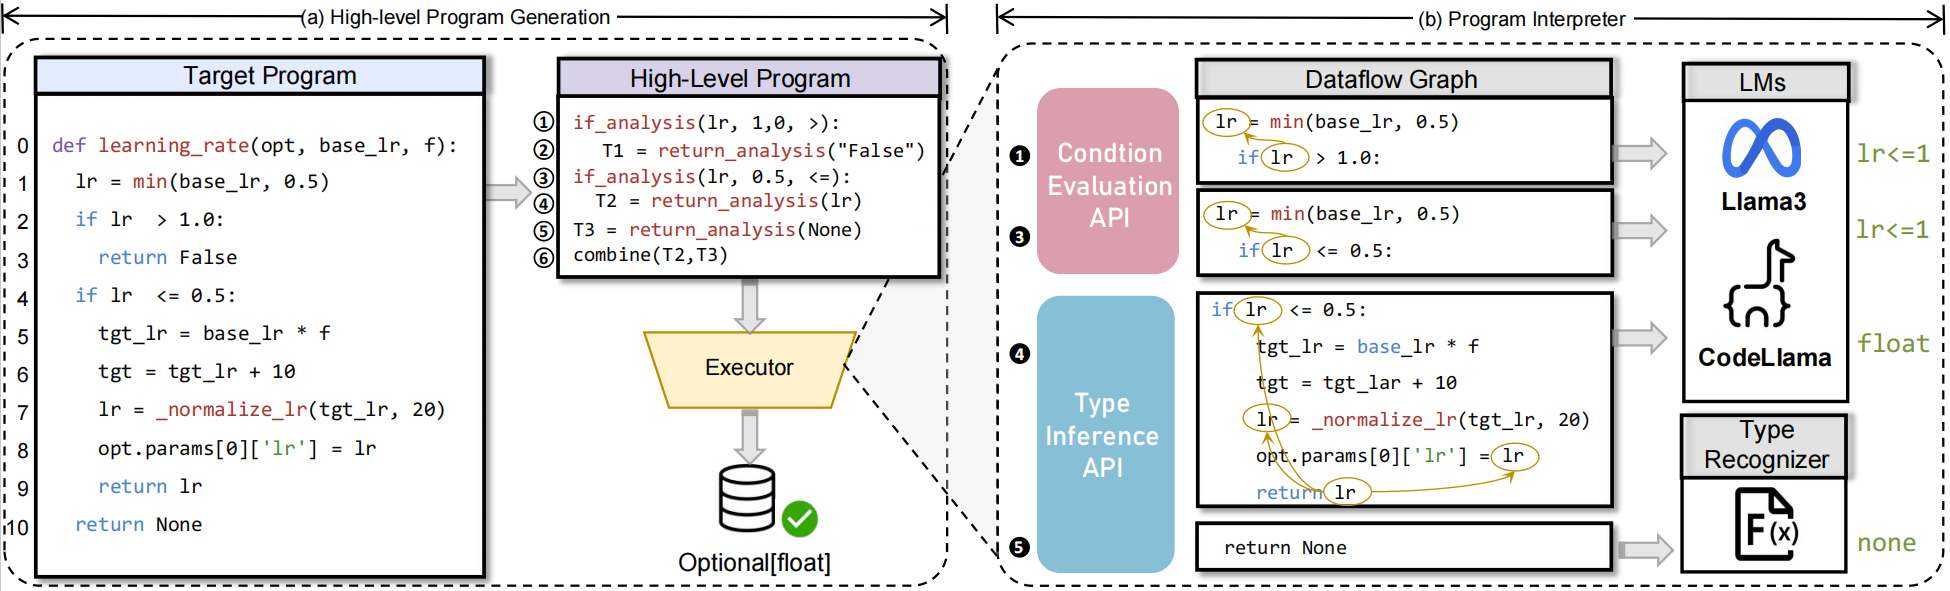 (a) High-level Program Generation
Target Program
0 def learning_rate(opt, base_lr, f):
1 lr = min(base_lr, 0.5)
2 if lr > 1.0:
3 return False
4 if lr <= 0.5:
5 tgt_lr = base_lr * f
6 tgt = tgt_lr + 10
7 lr = _normalize_lr(tgt_lr, 20)
8 opt.params[0]['lr'] = lr
9 return lr
10 return None
High-Level Program
① if_analysis(lr, 1,0, >):
② T1 = return_analysis("False")
③ if_analysis(lr, 0.5, <=):
④ T2 = return_analysis(lr)
⑤ T3 = return_analysis(None)
⑥ combine(T2,T3)
Executor
Optional[float]
(b) Program Interpreter
❶
❸
Condtion
Evaluation
API
❹
❺
Type
Inference
API
Dataflow Graph
lr = min(base_lr, 0.5)
if lr > 1.0:
lr = min(base_lr, 0.5)
if lr <= 0.5:
if lr <= 0.5:
tgt_lr = base_lr * f
tgt = tgt_lar + 10
lr = _normalize_lr(tgt_lr, 20)
opt.params[0]['lr'] = lr
return lr
return None
LMs
Llama3
CodeLlama
Type
Recognizer
F(x)
lr<=1
lr<=1
float
none